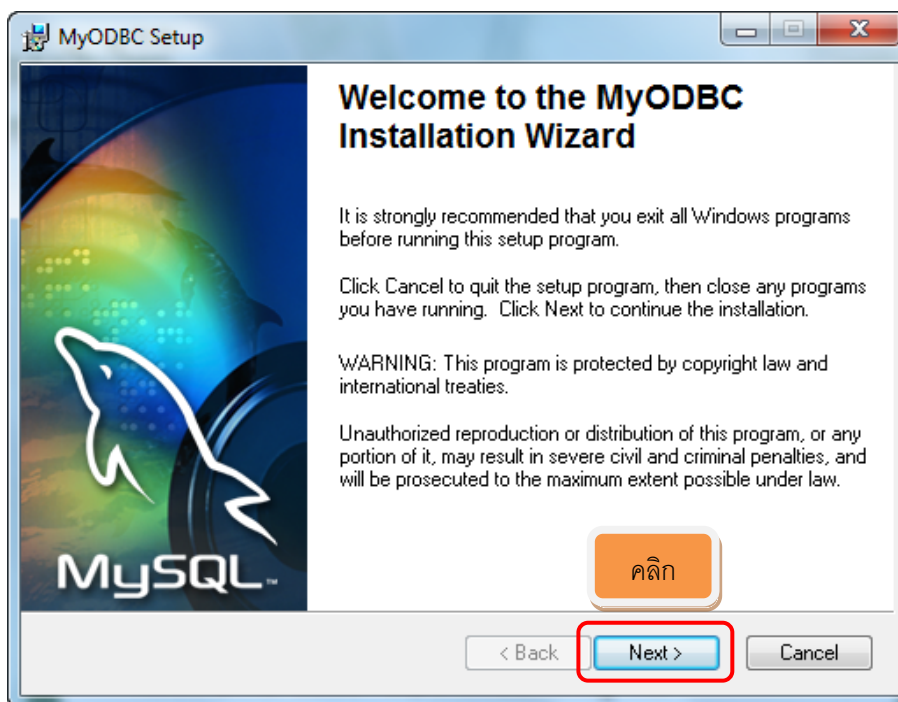 MyODBC Setup
Welcome to the MyODBC
Installation Wizard
It is strongly recommended that you exit all Windows programs
before running this setup program.
Click Cancel to quit the setup program, then close any programs
you have running.  Click Next to continue the installation.
WARNING: This program is protected by copyright law and
international treaties.
Unauthorized reproduction or distribution of this program, or any
portion of it, may result in severe civil and criminal penalties, and
will be prosecuted to the maximum extent possible under law.
MySQL™
คลิก
< Back
Next >
Cancel